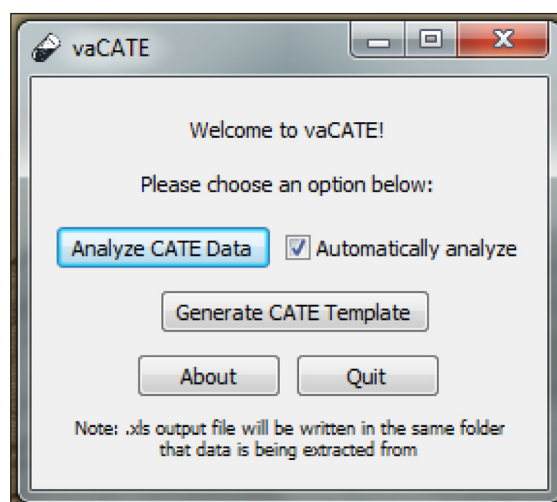 vaCATE
Welcome to vaCATE!
Please choose an option below:
Analyze CATE Data Automatically analyze
Generate CATE Template
About Quit
Note: .xls output file will be written in the same folder
that data is being extracted from